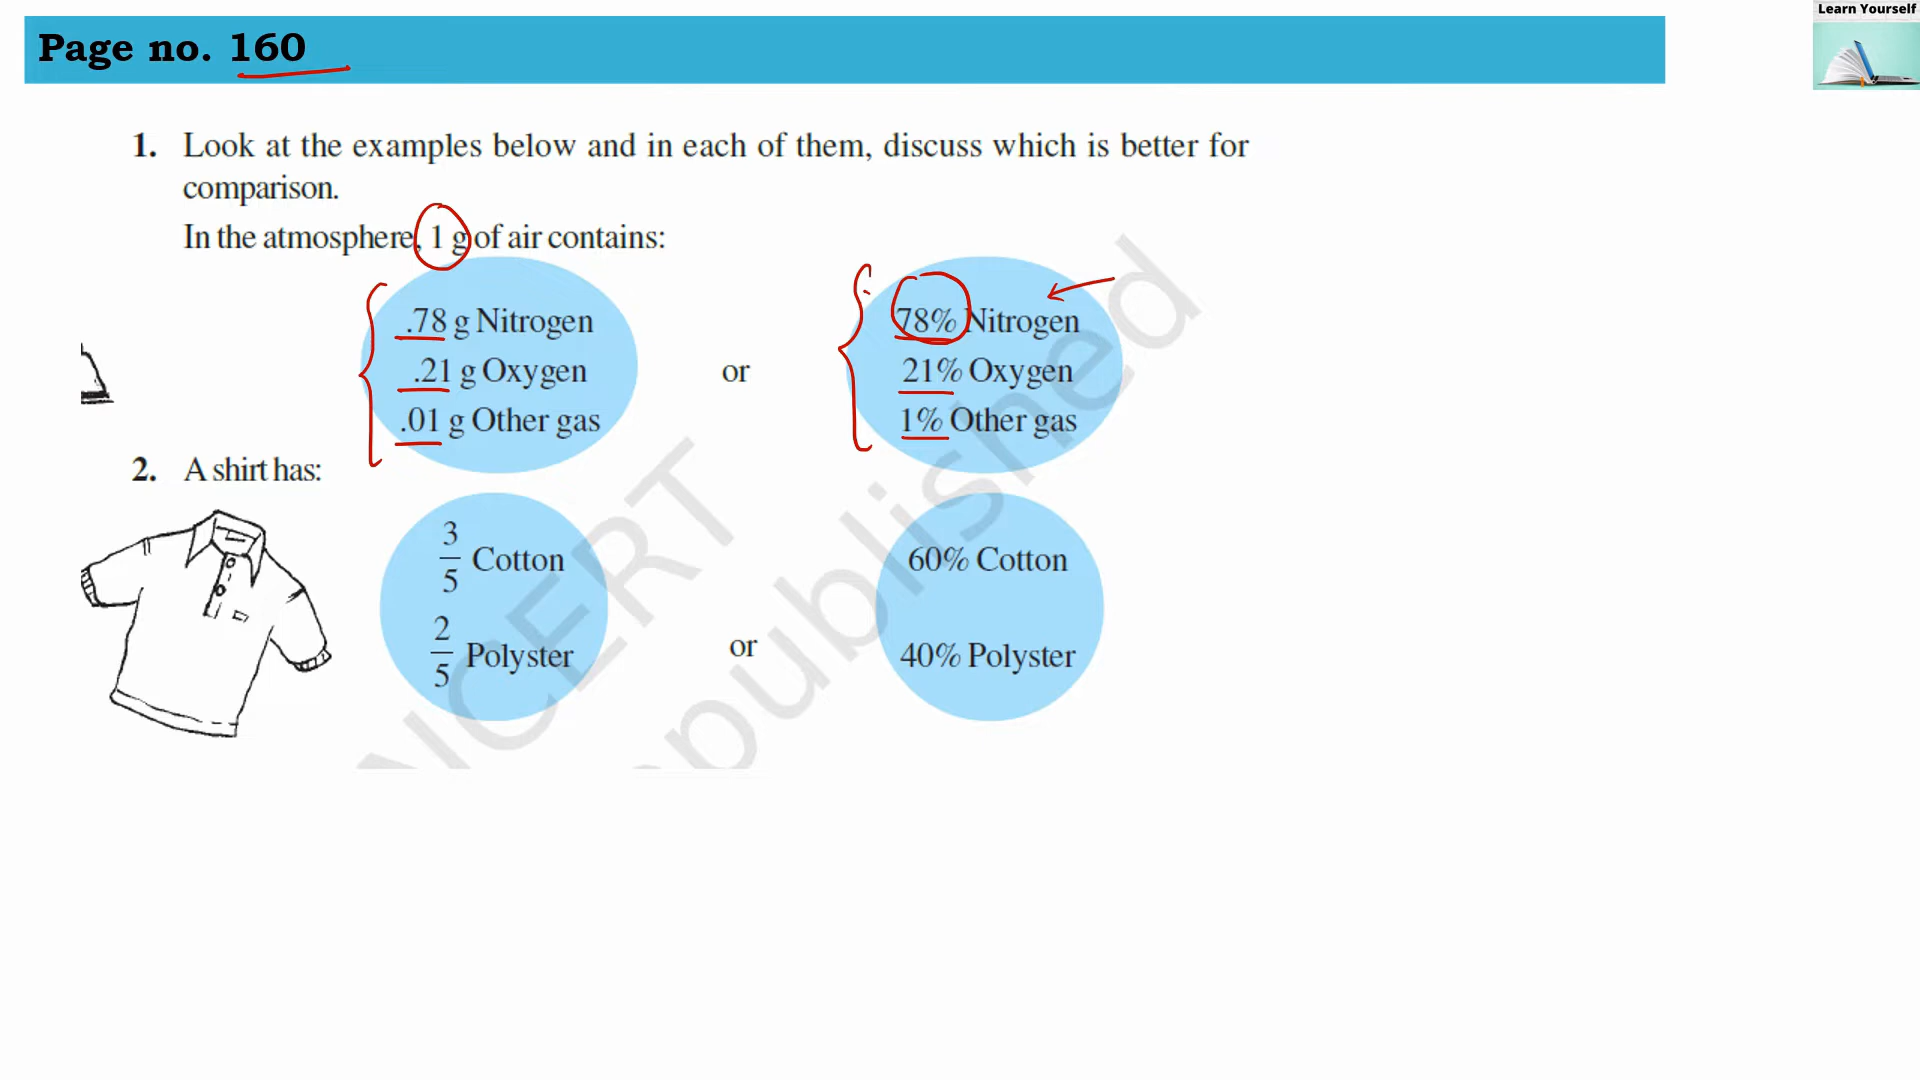 Learn Yourself
Page no. 160
1. Look at the examples below and in each of them, discuss which is better for
comparison.
In the atmosphere, 1 g of air contains:
.78 g Nitrogen
.21 g Oxygen
.01 g Other gas
or
78% Nitrogen
21% Oxygen
1% Other gas
2. A shirt has:
3/5 Cotton
2/5 Polyster
or
60% Cotton
40% Polyster
NCERT
published